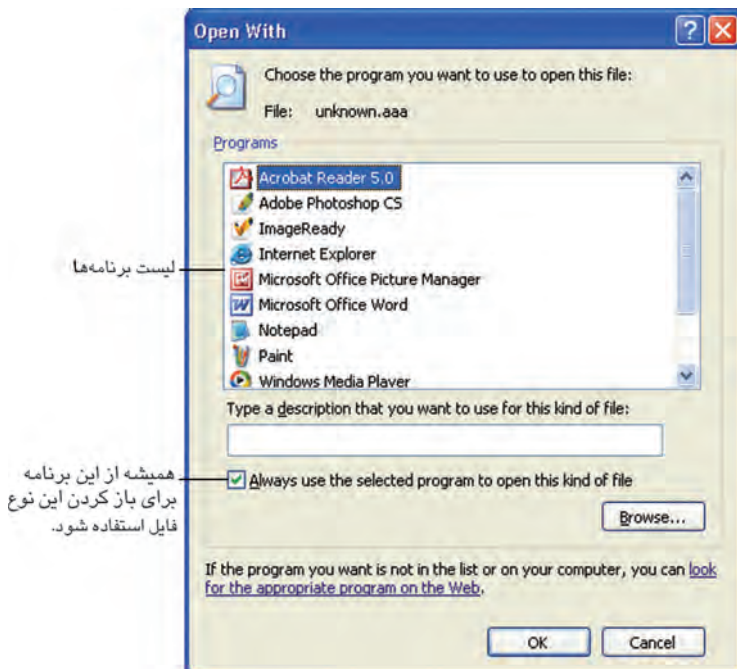 Open With
Choose the program you want to use to open this file:
File: unknown.aaa
Programs
Acrobat Reader 5.0
Adobe Photoshop CS
ImageReady
Internet Explorer
Microsoft Office Picture Manager
Microsoft Office Word
Notepad
Paint
Windows Media Player
لیست برنامه‌ها
Type a description that you want to use for this kind of file:
Always use the selected program to open this kind of file
همیشه از این برنامه
برای باز کردن این نوع
فایل استفاده شود.
Browse...
If the program you want is not in the list or on your computer, you can look
for the appropriate program on the Web.
OK
Cancel